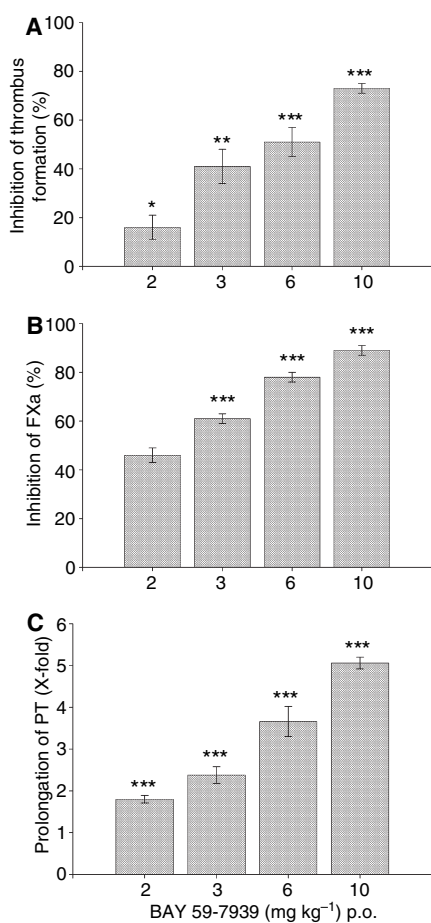 A
Inhibition of thrombus
formation (%)
100
80
60
40
20
0
*
**
***
***
2 3 6 10
B
Inhibition of FXa (%)
100
80
60
40
20
0
***
***
***
2 3 6 10
C
Prolongation of PT (X-fold)
6
5
4
3
2
1
0
***
***
***
***
2 3 6 10
BAY 59-7939 (mg kg⁻¹) p.o.